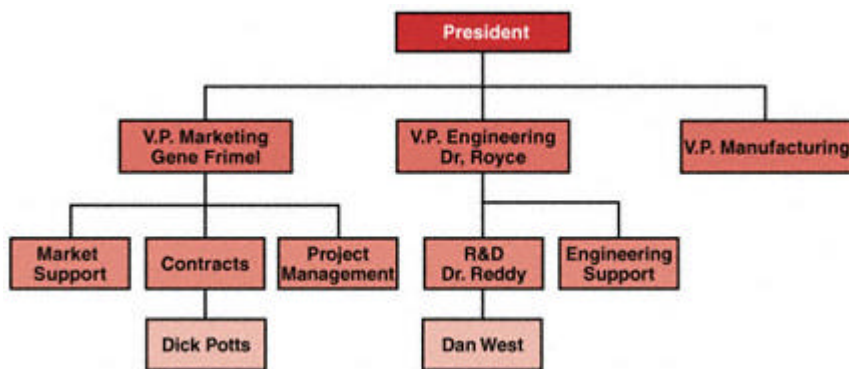 President
V.P. Marketing
Gene Frimel
V.P. Engineering
Dr, Royce
V.P. Manufacturing
Market
Support
Contracts
Project
Management
R&D
Dr. Reddy
Engineering
Support
Dick Potts
Dan West